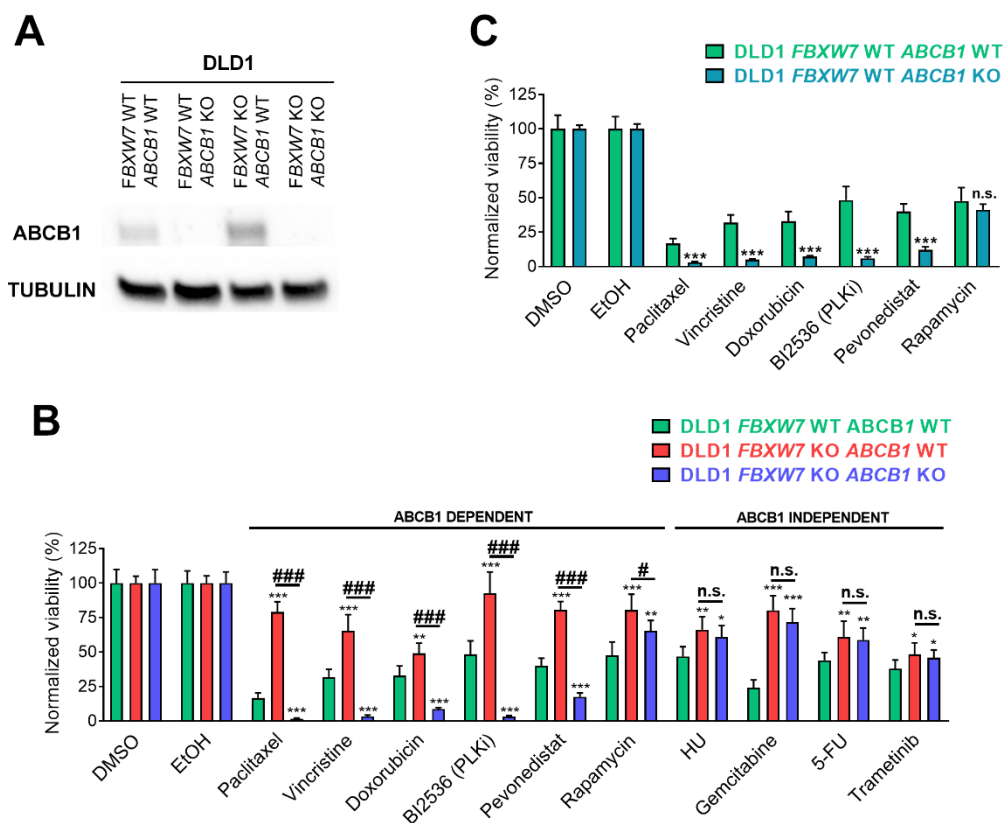 A
DLD1
FBXW7 WT
ABCB1 WT
FBXW7 WT
ABCB1 KO
FBXW7 KO
ABCB1 WT
FBXW7 KO
ABCB1 KO
ABCB1
TUBULIN
C
DLD1 FBXW7 WT ABCB1 WT
DLD1 FBXW7 WT ABCB1 KO
Normalized viability (%)
125
100
75
50
25
0
***
***
***
***
***
n.s.
DMSO
EtOH
Paclitaxel
Vincristine
Doxorubicin
BI2536 (PLKi)
Pevonedistat
Rapamycin
B
DLD1 FBXW7 WT ABCB1 WT
DLD1 FBXW7 KO ABCB1 WT
DLD1 FBXW7 KO ABCB1 KO
ABCB1 DEPENDENT
ABCB1 INDEPENDENT
Normalized viability (%)
125
100
75
50
25
0
###
***
***
###
***
***
###
**
***
###
***
***
###
***
***
#
***
**
n.s.
**
*
n.s.
***
***
n.s.
**
**
n.s.
*
*
DMSO
EtOH
Paclitaxel
Vincristine
Doxorubicin
BI2536 (PLKi)
Pevonedistat
Rapamycin
HU
Gemcitabine
5-FU
Trametinib